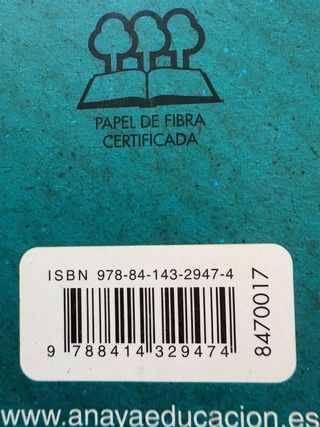 PAPEL DE FIBRA
CERTIFICADA
ISBN 978-84-143-2947-4
9 788414 329474
8470017
www.anayaeducacion.es